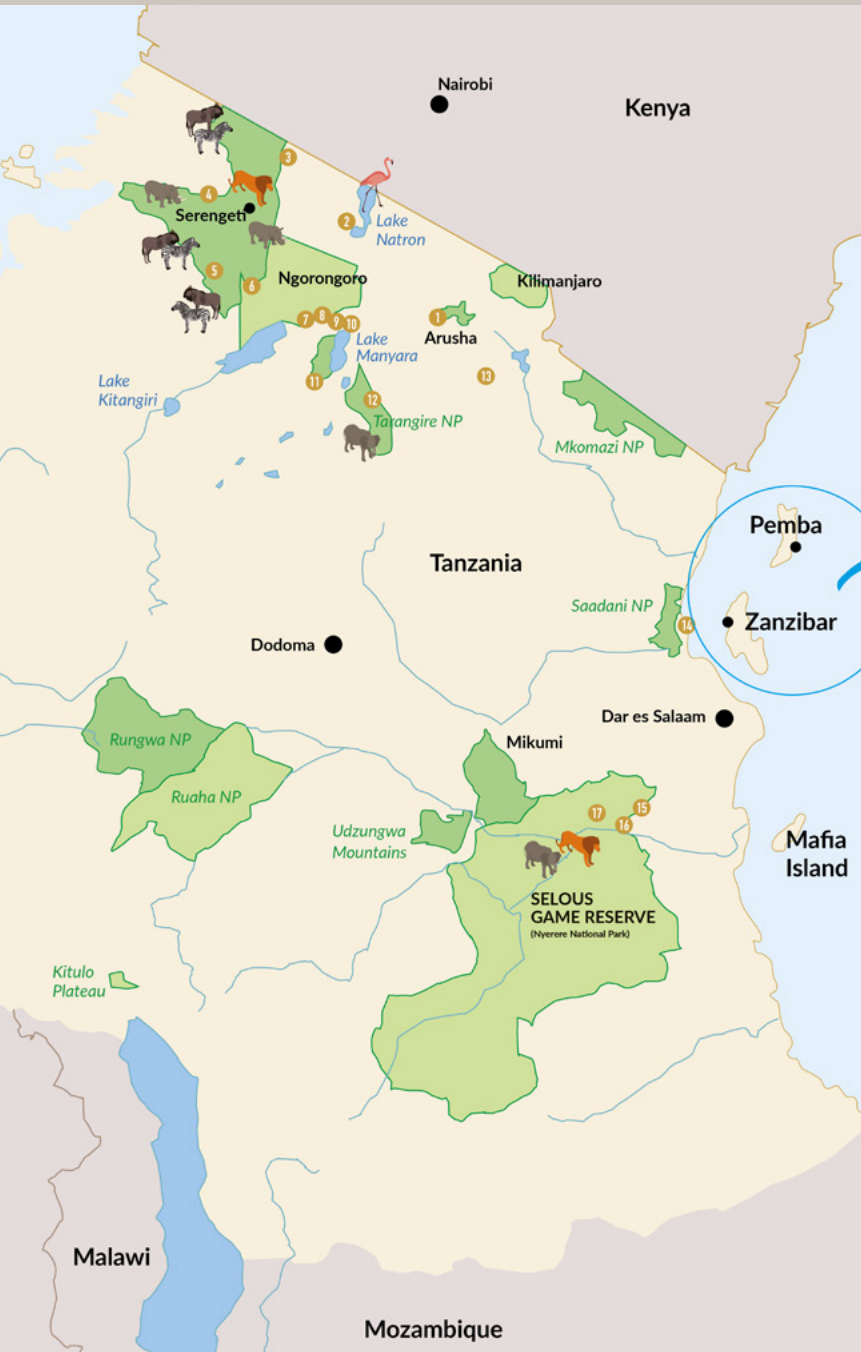 Nairobi
Kenya
3
4
Serengeti
2
Lake
Natron
5
6
Ngorongoro
Kilimanjaro
7
8
9
10
1
Arusha
Lake
Manyara
11
13
Lake
Kitangiri
12
Tarangire NP
Mkomazi NP
Pemba
Tanzania
Saadani NP
14
Zanzibar
Dodoma
Dar es Salaam
Rungwa NP
Mikumi
Ruaha NP
17
15
16
Udzungwa
Mountains
Mafia
Island
SELOUS
GAME RESERVE
(Nyerere National Park)
Kitulo
Plateau
Malawi
Mozambique